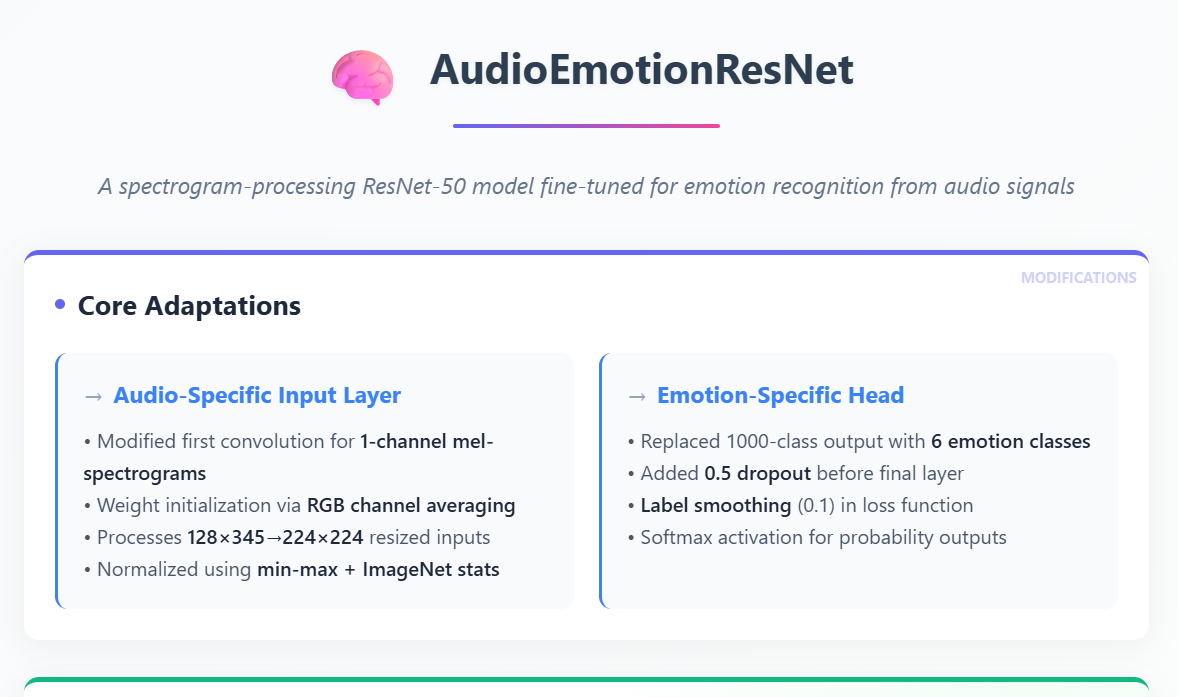 AudioEmotionResNet
A spectrogram-processing ResNet-50 model fine-tuned for emotion recognition from audio signals
MODIFICATIONS
• Core Adaptations
→ Audio-Specific Input Layer
• Modified first convolution for 1-channel mel-
spectrograms
• Weight initialization via RGB channel averaging
• Processes 128×345→224×224 resized inputs
• Normalized using min-max + ImageNet stats
→ Emotion-Specific Head
• Replaced 1000-class output with 6 emotion classes
• Added 0.5 dropout before final layer
• Label smoothing (0.1) in loss function
• Softmax activation for probability outputs